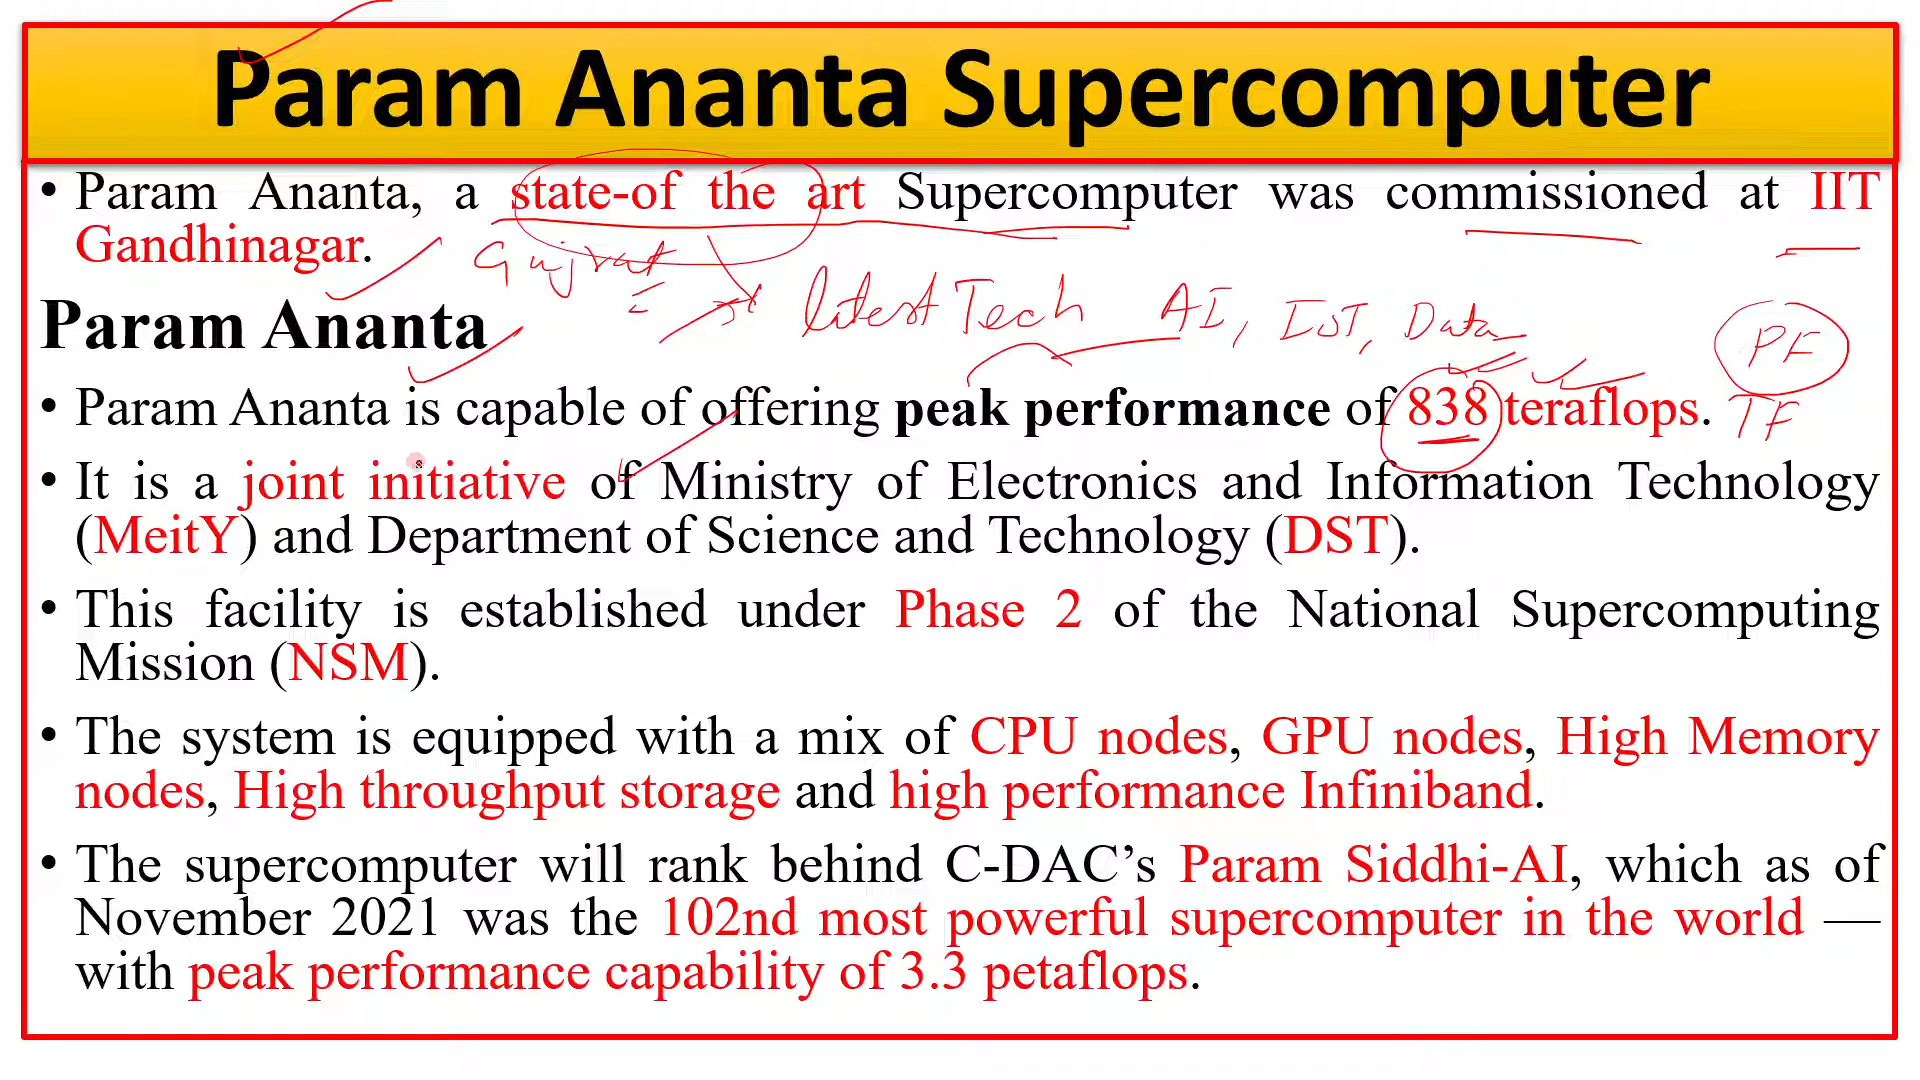 Param Ananta Supercomputer
• Param Ananta, a state-of the art Supercomputer was commissioned at IIT
Gandhinagar.
Gujrat
latest Tech AI, IoT, Data
Param Ananta
PF
• Param Ananta is capable of offering peak performance of 838 teraflops.
TF
• It is a joint initiative of Ministry of Electronics and Information Technology
(MeitY) and Department of Science and Technology (DST).
• This facility is established under Phase 2 of the National Supercomputing
Mission (NSM).
• The system is equipped with a mix of CPU nodes, GPU nodes, High Memory
nodes, High throughput storage and high performance Infiniband.
• The supercomputer will rank behind C-DAC’s Param Siddhi-AI, which as of
November 2021 was the 102nd most powerful supercomputer in the world —
with peak performance capability of 3.3 petaflops.